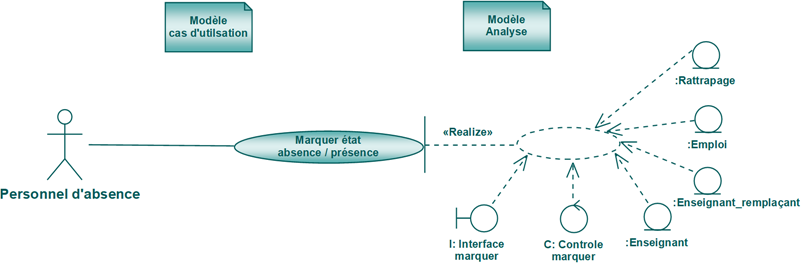 Modèle
cas d'utilsation
Modèle
Analyse
:Rattrapage
«Realize»
Marquer état
absence / présence
:Emploi
Personnel d'absence
:Enseignant_remplaçant
I: Interface
marquer
C: Controle
marquer
:Enseignant